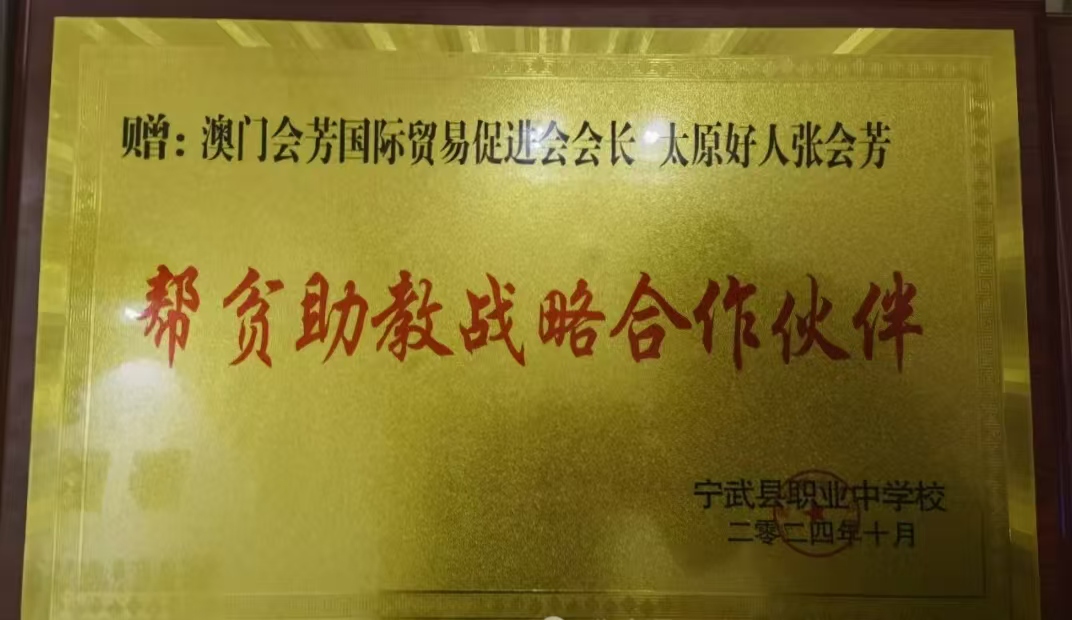 赠：澳门会芳国际贸易促进会会长 太原好人张会芳
帮贫助教战略合作伙伴
宁武县职业中学校
二零二四年十月